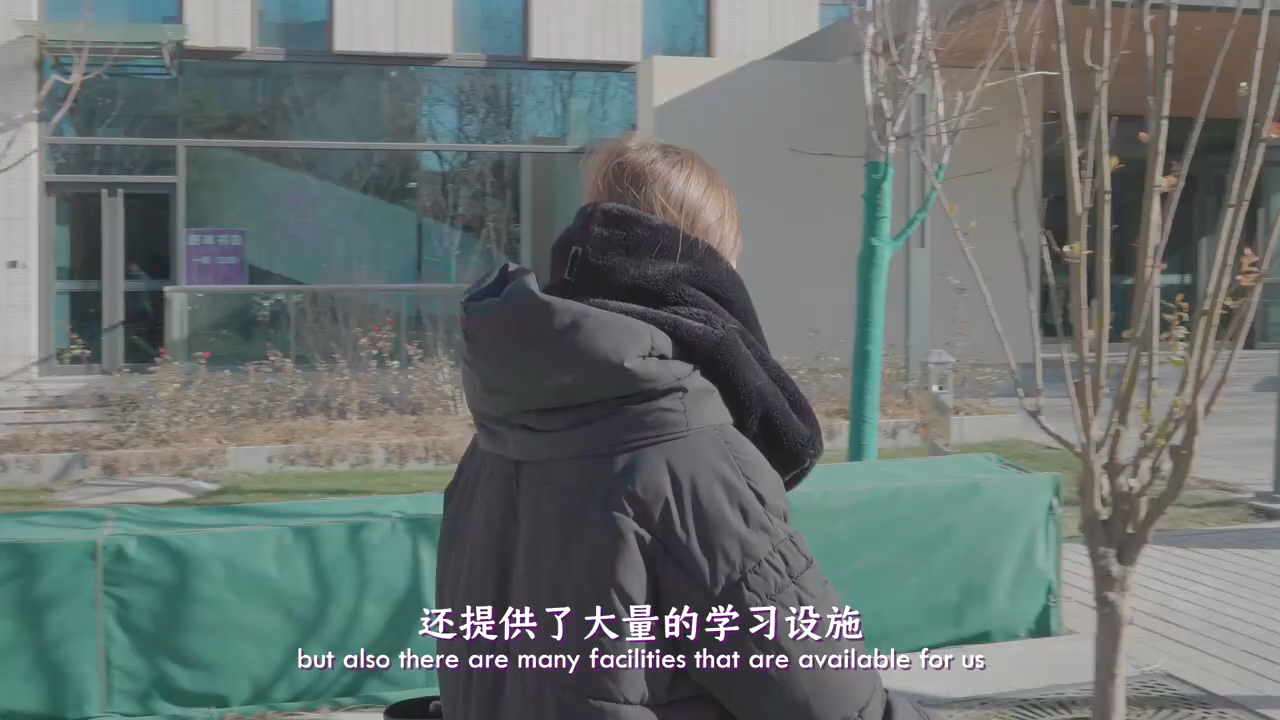 还提供了大量的学习设施
but also there are many facilities that are available for us